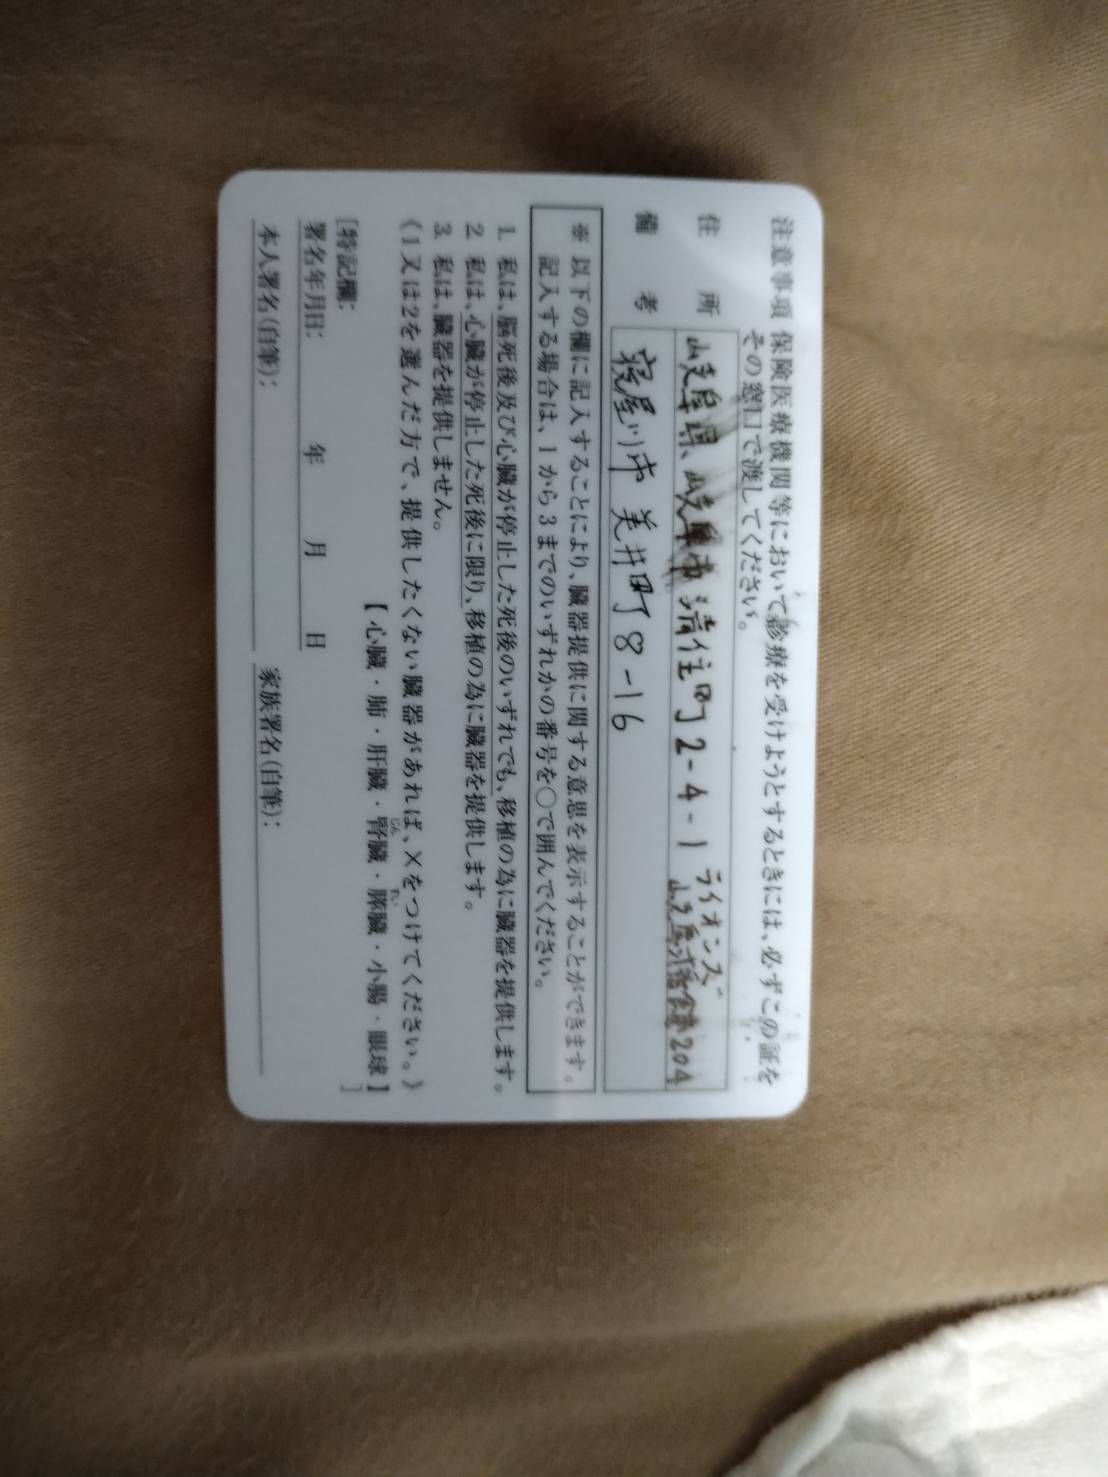 注意事項 保険医療機関等において診療を受けようとするときには、必ずこの証を
その窓口で渡してください。
住所 岐阜県、岐阜市 清住町2-4-1 ライオンズ
204
備考 寝屋川市 美井町8-16
※ 以下の欄に記入することにより、臓器提供に関する意思を表示することができます。
記入する場合は、1から3までのいずれかの番号を○で囲んでください。
1. 私は、脳死後及び心臓が停止した死後のいずれでも、移植の為に臓器を提供します。
2. 私は、心臓が停止した死後に限り、移植の為に臓器を提供します。
3. 私は、臓器を提供しません。
《1又は2を選んだ方で、提供したくない臓器があれば、×をつけてください。》
じん すい
【心臓・肺・肝臓・腎臓・膵臓・小腸・眼球】
[特記欄: ]
署名年月日: 年 月 日
本人署名(自筆): 家族署名(自筆):